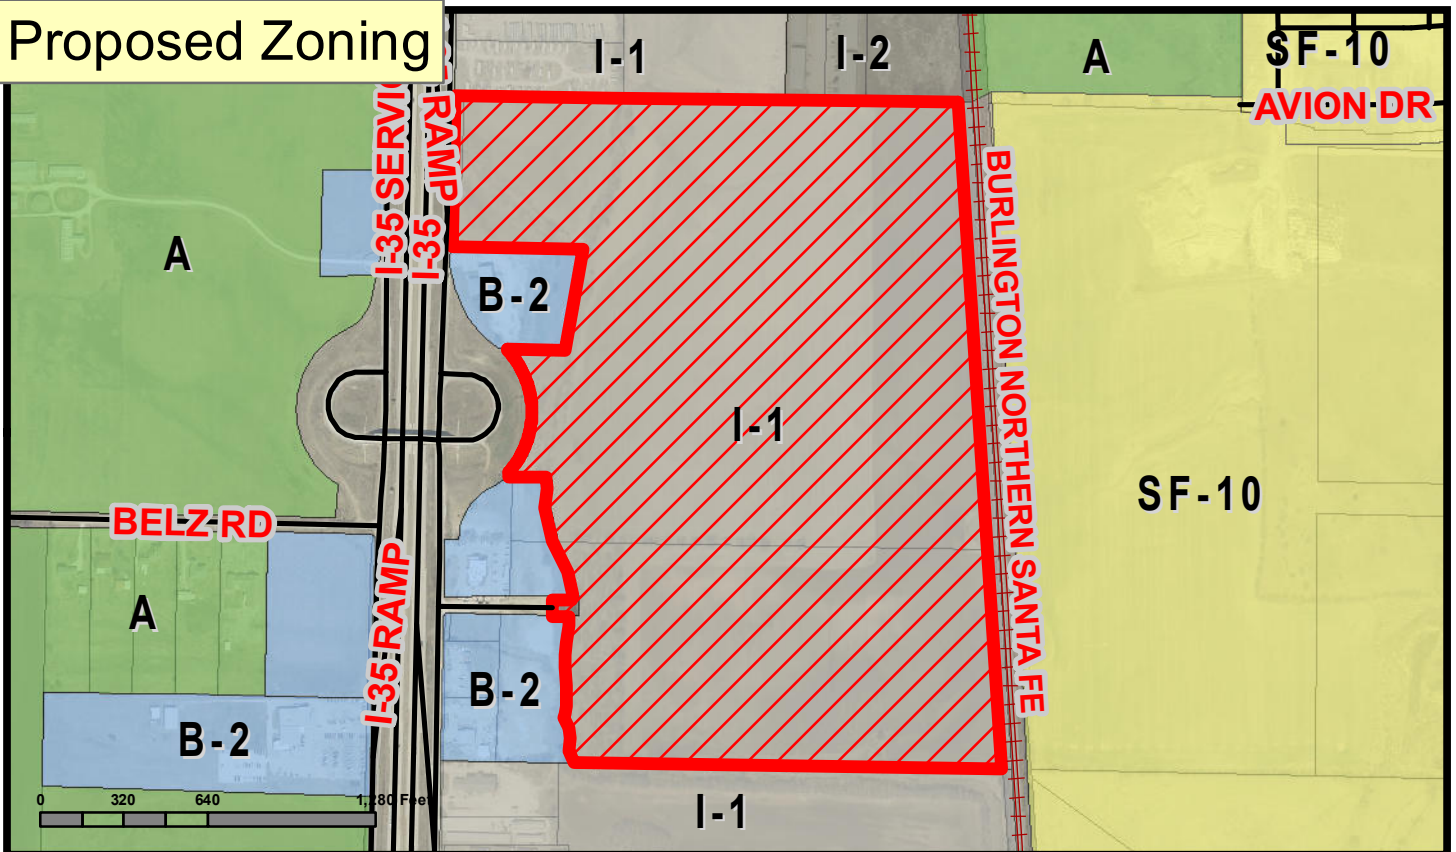 Proposed Zoning
I-1
I-2
A
SF-10
AVION DR
I-35 SERVIC
RAMP
I-35
A
B-2
BURLINGTON NORTHERN SANTA FE
I-1
SF-10
BELZ RD
I-35 RAMP
A
B-2
B-2
I-1
0 320 640 1,280 Feet